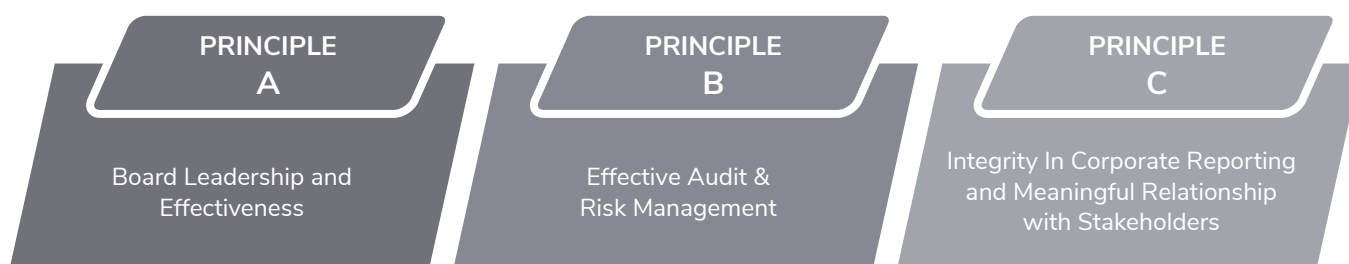 PRINCIPLE
A
Board Leadership and
Effectiveness
PRINCIPLE
B
Effective Audit &
Risk Management
PRINCIPLE
C
Integrity In Corporate Reporting
and Meaningful Relationship
with Stakeholders